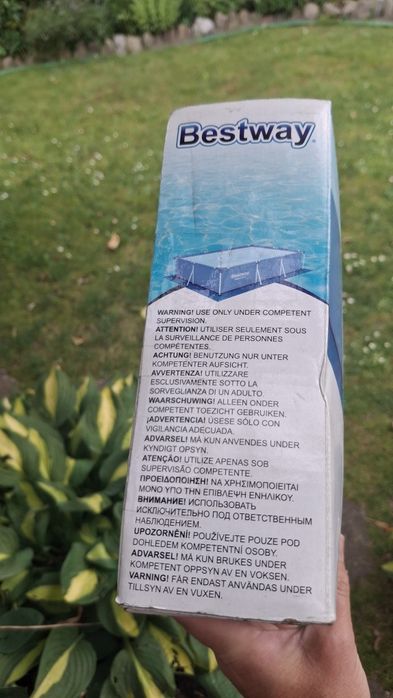 Bestway
WARNING! USE ONLY UNDER COMPETENT
SUPERVISION.
ATTENTION! UTILISER SEULEMENT SOUS
LA SURVEILLANCE DE PERSONNES
COMPÉTENTES.
ACHTUNG! BENUTZUNG NUR UNTER
KOMPETENTER AUFSICHT.
AVVERTENZA! UTILIZZARE
ESCLUSIVAMENTE SOTTO LA
SORVEGLIANZA DI UN ADULTO
WAARSCHUWING! ALLEEN ONDER
COMPETENT TOEZICHT GEBRUIKEN.
¡ADVERTENCIA! ÚSESE SÓLO CON
VIGILANCIA ADECUADA.
ADVARSEL! MÅ KUN ANVENDES UNDER
KYNDIGT OPSYN.
ATENÇÃO! UTILIZE APENAS SOB
SUPERVISÃO COMPETENTE.
ΠΡΟΕΙΔΟΠΟΙΗΣΗ! ΝΑ ΧΡΗΣΙΜΟΠΟΙΕΙΤΑΙ
ΜΟΝΟ ΥΠΟ ΤΗΝ ΕΠΙΒΛΕΨΗ ΕΝΗΛΙΚΟΥ.
ВНИМАНИЕ! ИСПОЛЬЗОВАТЬ
ИСКЛЮЧИТЕЛЬНО ПОД ОТВЕТСТВЕННЫМ
НАБЛЮДЕНИЕМ.
UPOZORNĚNÍ! POUŽÍVEJTE POUZE POD
DOHLEDEM KOMPETENTNÍ OSOBY.
ADVARSEL! MÅ KUN BRUKES UNDER
KOMPETENT OPPSYN AV EN VOKSEN.
VARNING! FÅR ENDAST ANVÄNDAS UNDER
TILLSYN AV EN VUXEN.